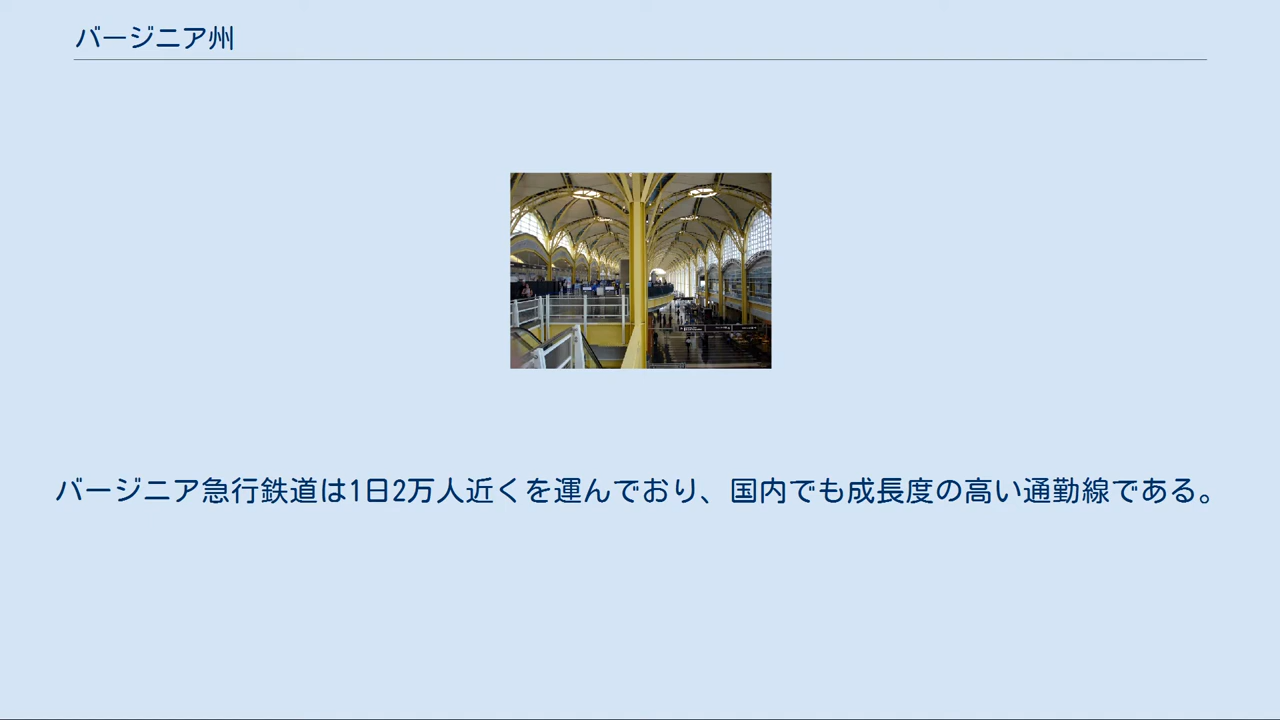 バージニア州
バージニア急行鉄道は1日2万人近くを運んでおり、国内でも成長度の高い通勤線である。